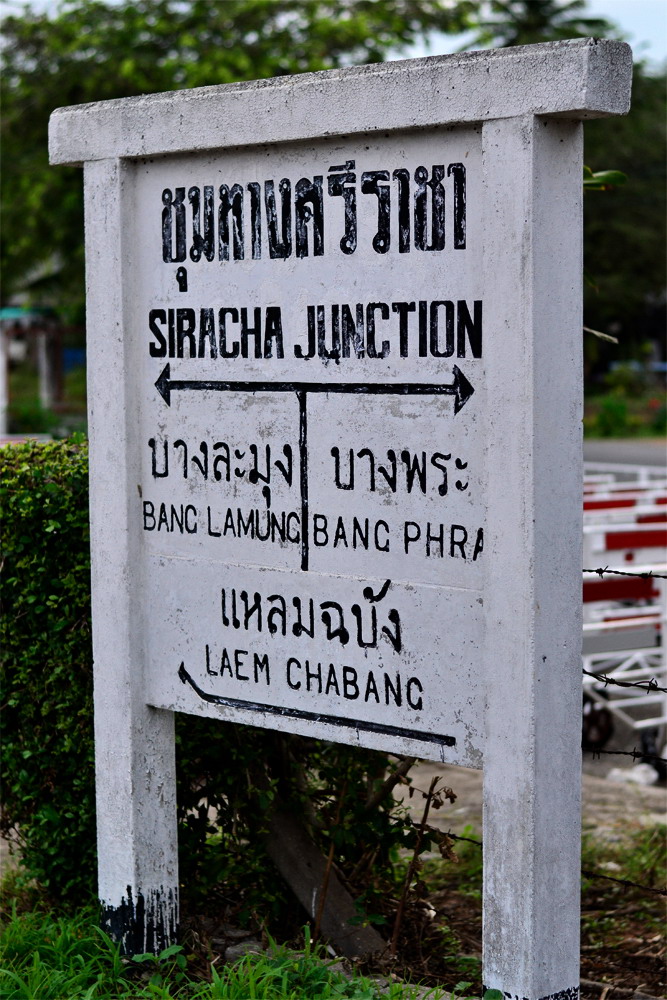 ชุมทางศรีราชา
SIRACHA JUNCTION
บางละมุง
BANG LAMUNG
บางพระ
BANG PHRA
แหลมฉบัง
LAEM CHABANG